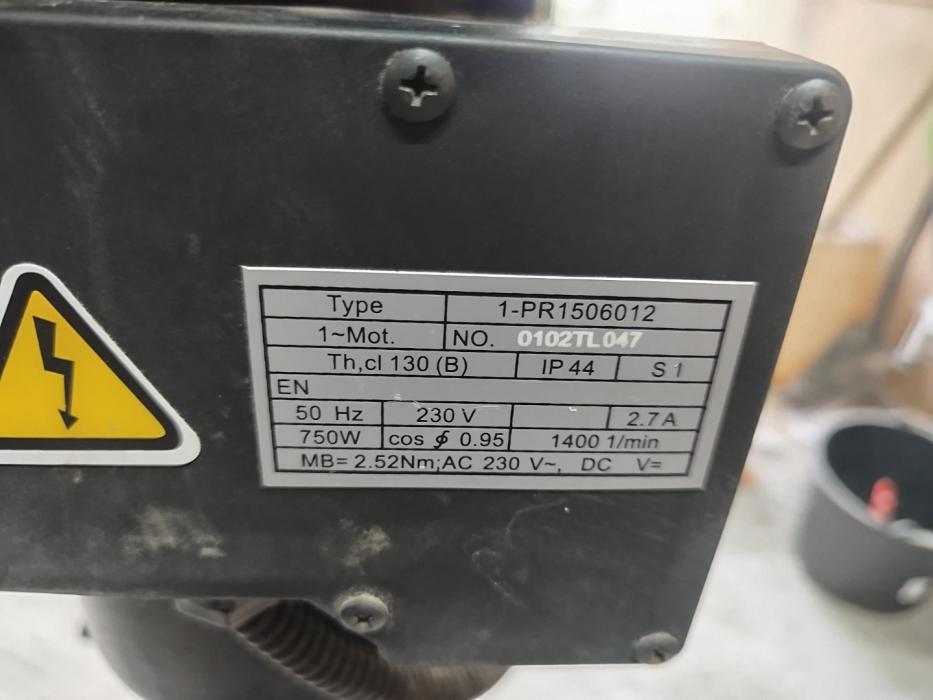 Type 1-PR1506012
1~Mot. NO. 0102TL047
Th,cl 130 (B) IP 44 S 1
EN
50 Hz 230 V 2.7A
750W cos ∮ 0.95 1400 1/min
MB= 2.52Nm;AC 230 V~, DC V=